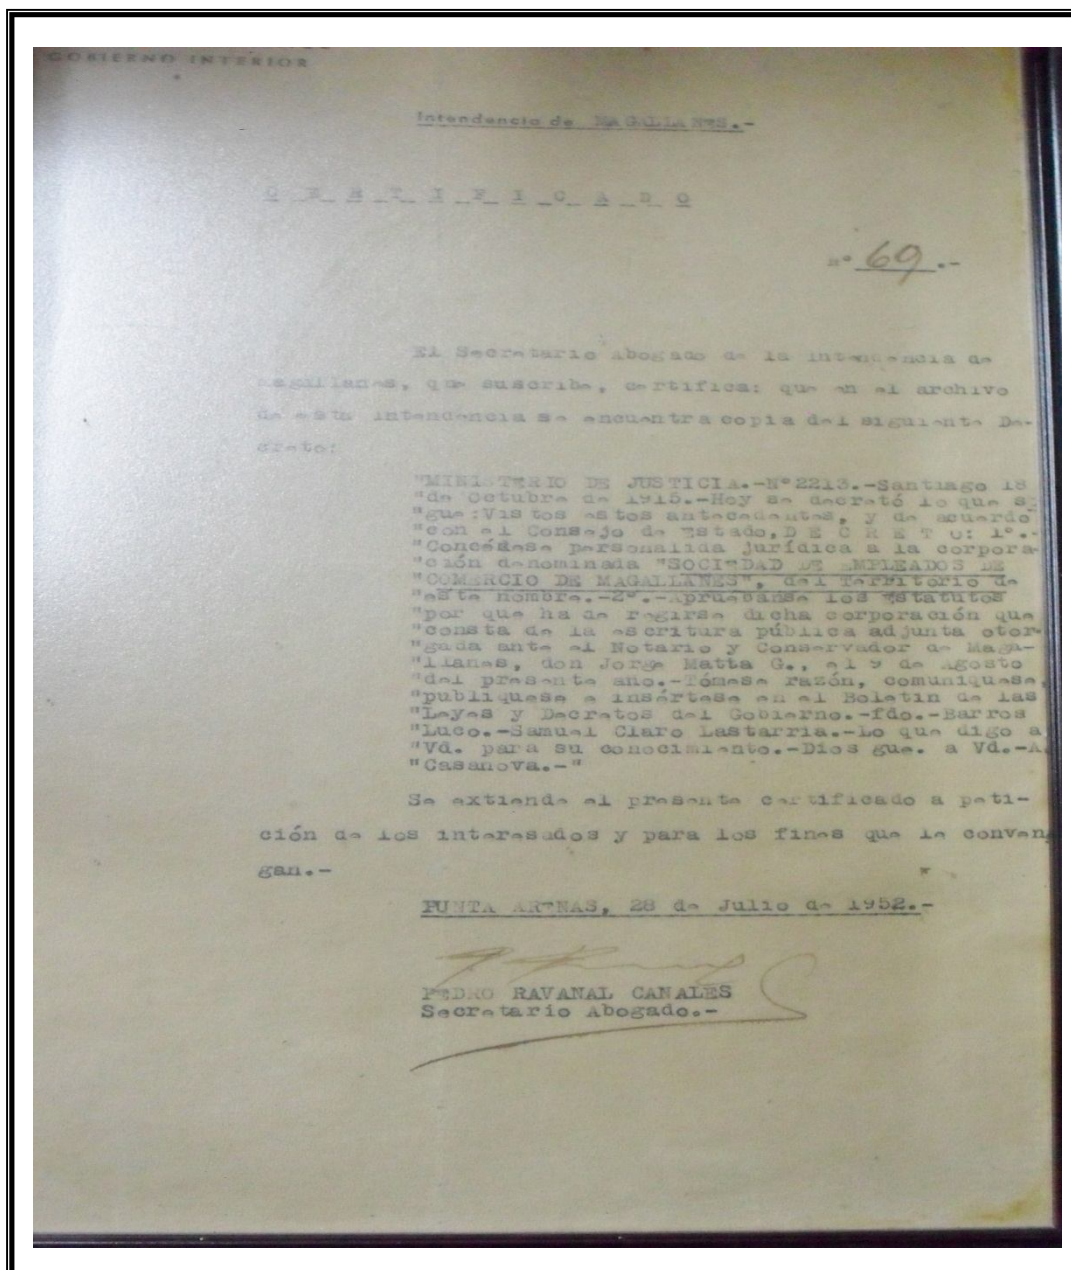 GOBIERNO INTERIOR
Intendencia de MAGALLANES.-
C E R T I F I C A D O
N° 69.-
El Secretario Abogado de la Intendencia de
Magallanes, que suscribe, certifica: que en el archivo
de esta Intendencia se encuentra copia del siguiente De-
creto:
"MINISTERIO DE JUSTICIA.-N°2213.-Santiago 18
"de Octubre de 1915.-Hoy se decretó lo que s
"gue:Vistos estos antecedentes, y de acuerdo
"con el Consejo de Estado, D E C R E T O: 1°.-
"Concédese personalida jurídica a la corpora-
"ción denominada "SOCIEDAD DE EMPLEADOS DE
"COMERCIO DE MAGALLANES", del Territorio de
"este nombre.-2°.-Apruébanse los Estatutos
"por que ha de regirse dicha corporación que
"consta de la escritura pública adjunta otor-
"gada ante el Notario y Conservador de Maga-
"llanes, don Jorge Matta G., el 9 de Agosto
"del presente año.-Tómese razón, comuníquese,
"publíquese e insértese en el Boletín de las
"Leyes y Decretos del Gobierno.-fdo.-Barros
"Luco.-Samuel Claro Lastarria.-Lo que digo a
"Vd. para su conocimiento.-Dios gue. a Vd.-A.
"Casanova.-"
Se extiende el presente certificado a peti-
ción de los interesados y para los fines que le conven
gan.-
PUNTA ARENAS, 28 de Julio de 1952.-
PEDRO RAVANAL CANALES
Secretario Abogado.-